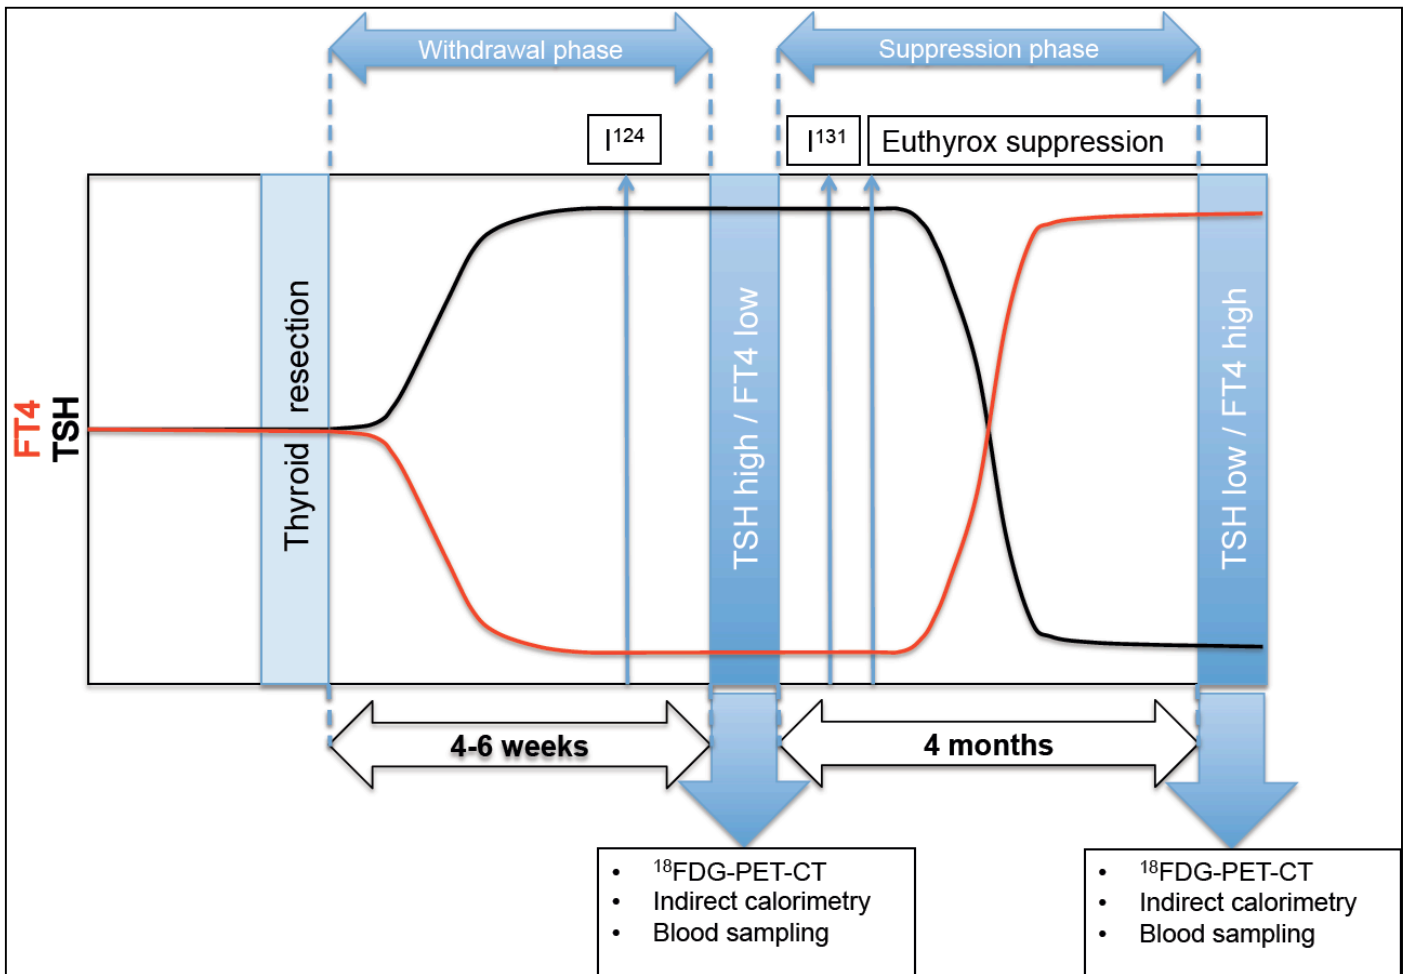 Withdrawal phase
Suppression phase
I¹²⁴
I¹³¹
Euthyrox suppression
FT4
TSH
Thyroid resection
TSH high / FT4 low
TSH low / FT4 high
4-6 weeks
4 months
• ¹⁸FDG-PET-CT
• Indirect calorimetry
• Blood sampling
• ¹⁸FDG-PET-CT
• Indirect calorimetry
• Blood sampling